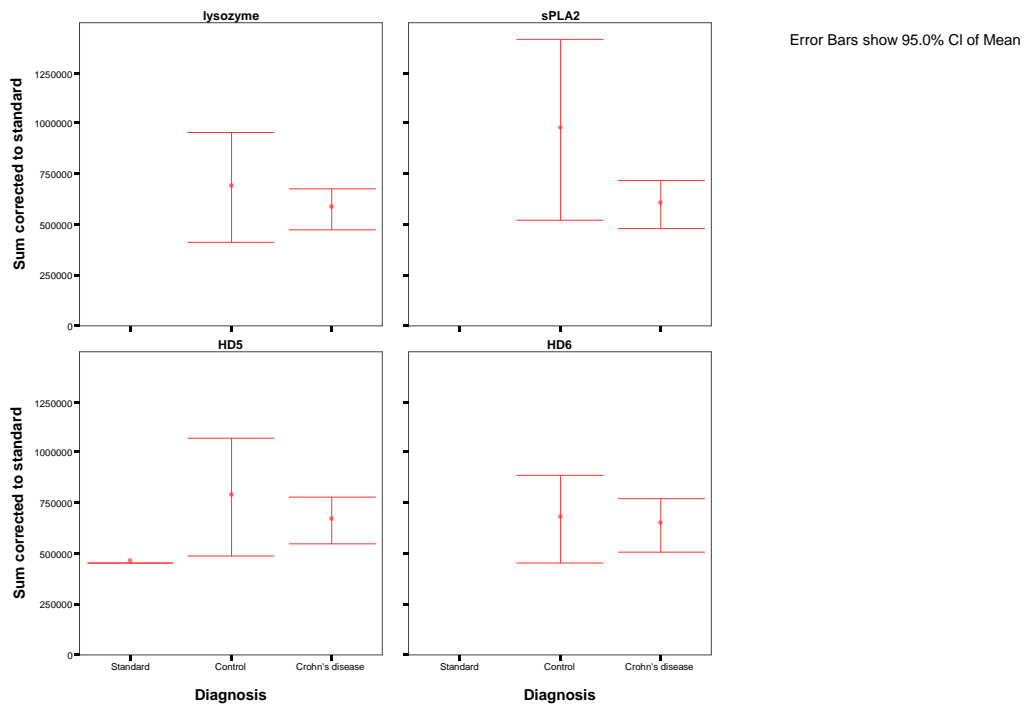 lysozyme
sPLA2
Error Bars show 95.0% Cl of Mean
Sum corrected to standard
1250000
1000000
750000
500000
250000
0
HD5
HD6
Sum corrected to standard
1250000
1000000
750000
500000
250000
0
Standard
Control
Crohn's disease
Standard
Control
Crohn's disease
Diagnosis
Diagnosis